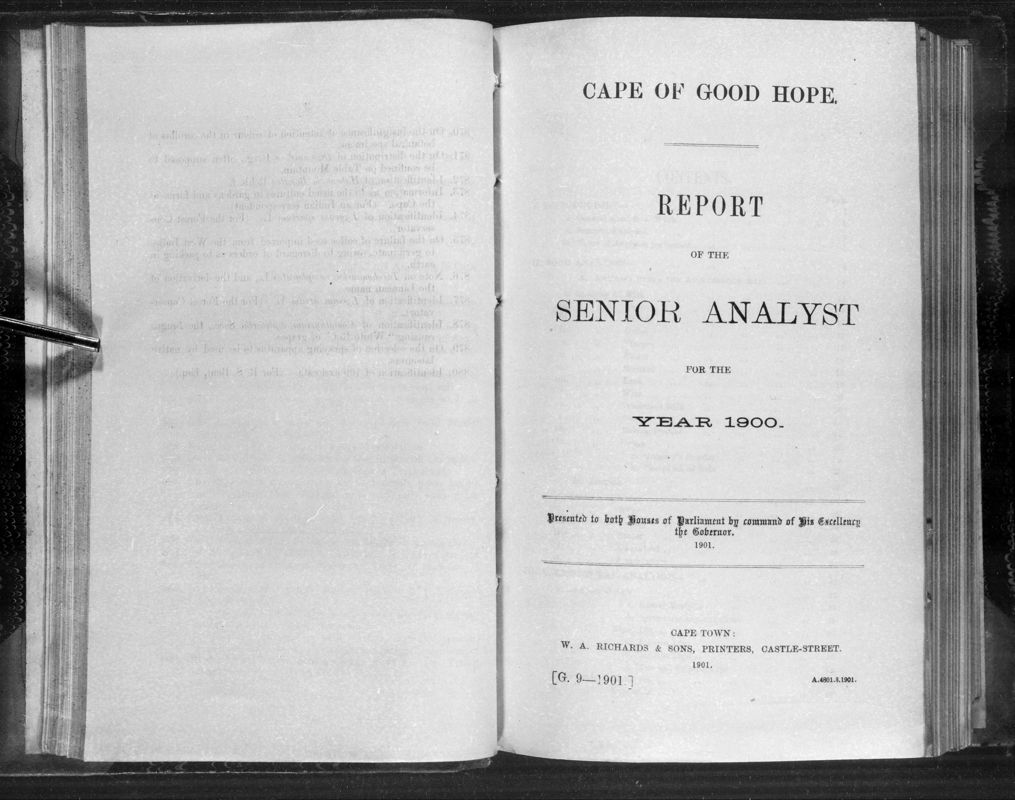 CAPE OF GOOD HOPE.
REPORT
OF THE
SENIOR ANALYST
FOR THE
YEAR 1900.
Presented to both Houses of Parliament by command of His Excellency
the Governor.
1901.
CAPE TOWN:
W. A. RICHARDS & SONS, PRINTERS, CASTLE-STREET.
1901.
[G. 9—1901.]
A.4801.3.1901.